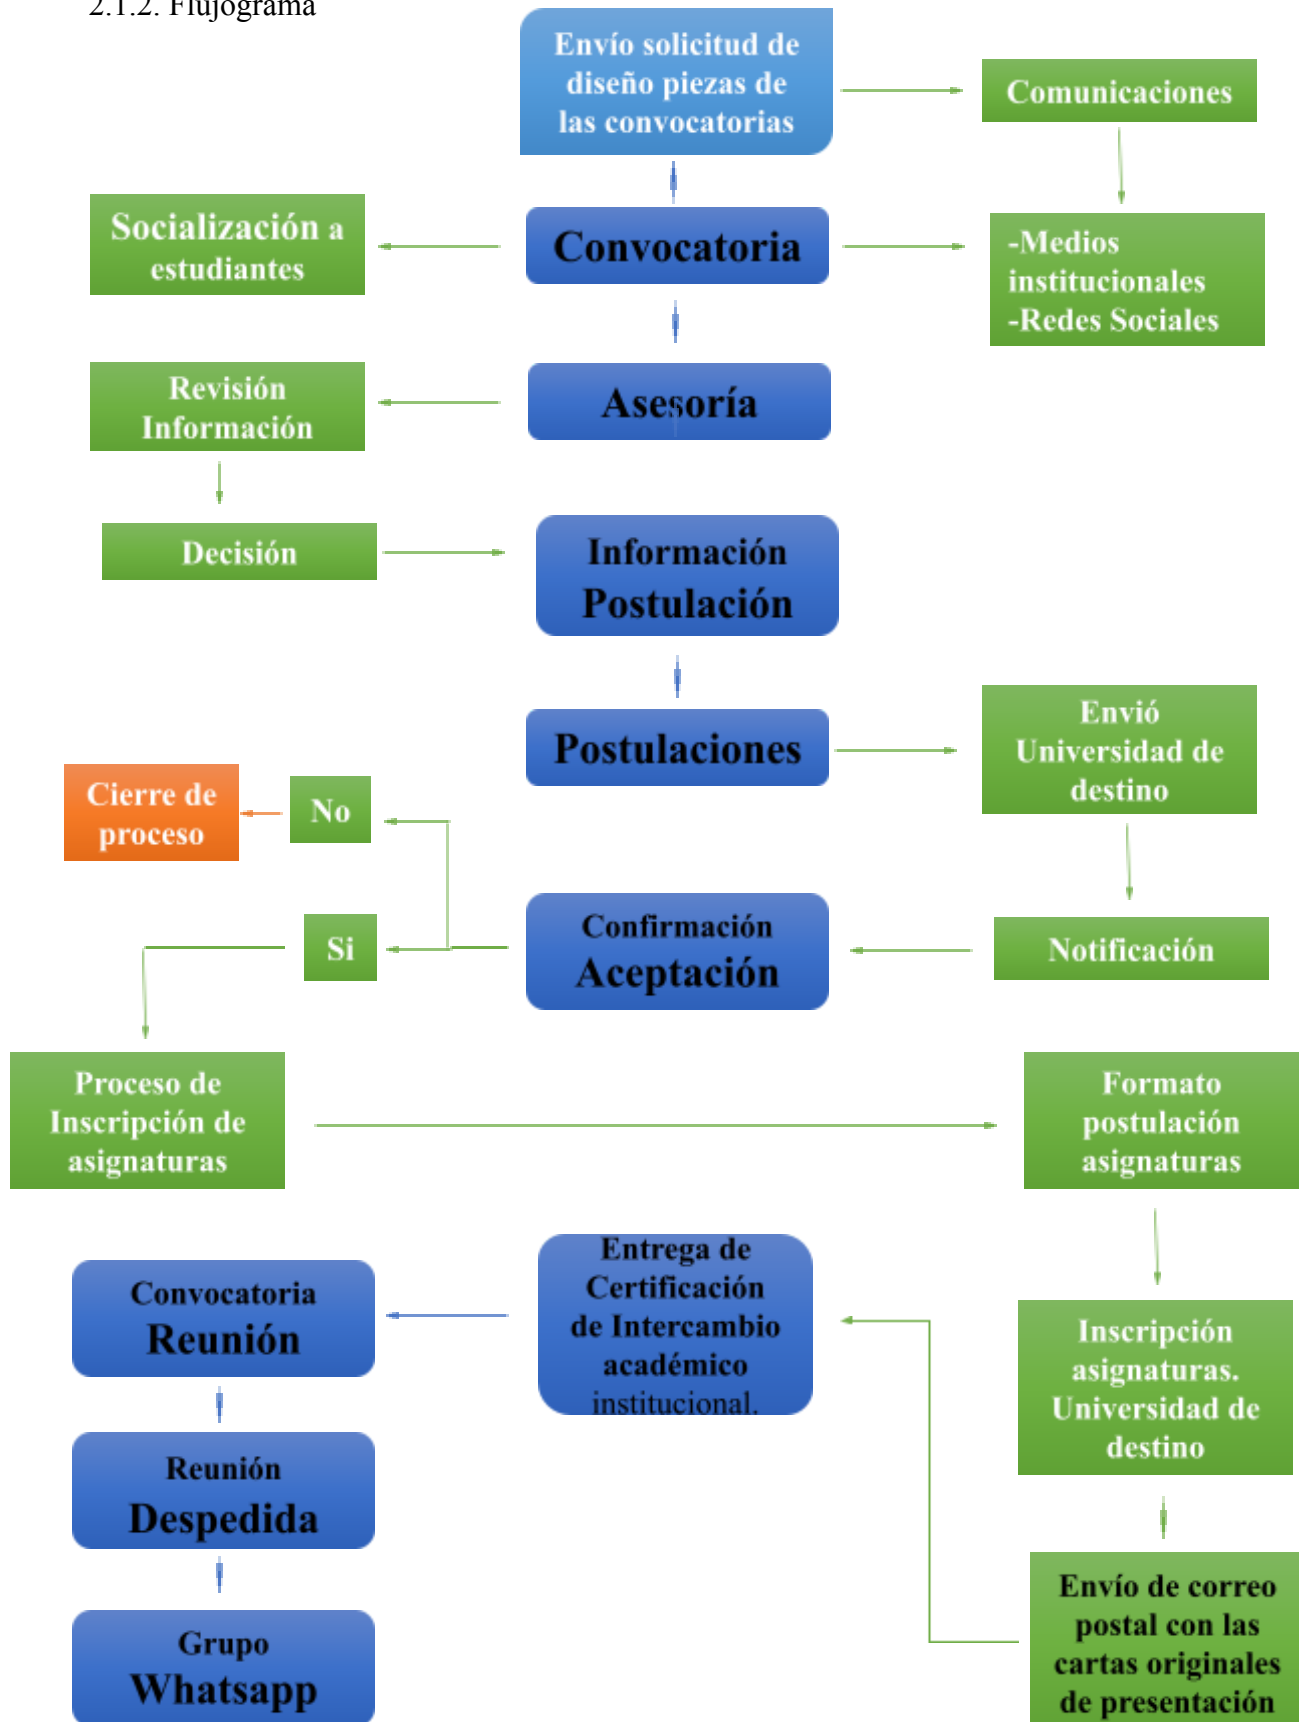 2.1.2. Flujograma
Envío solicitud de
diseño piezas de
las convocatorias
Comunicaciones
Socialización a
estudiantes
Convocatoria
-Medios
institucionales
-Redes Sociales
Revisión
Información
Asesoría
Decisión
Información
Postulación
Postulaciones
Envió
Universidad de
destino
Cierre de
proceso
No
Si
Confirmación
Aceptación
Notificación
Proceso de
Inscripción de
asignaturas
Formato
postulación
asignaturas
Convocatoria
Reunión
Entrega de
Certificación
de Intercambio
académico
institucional.
Inscripción
asignaturas.
Universidad de
destino
Reunión
Despedida
Grupo
Whatsapp
Envío de correo
postal con las
cartas originales
de presentación